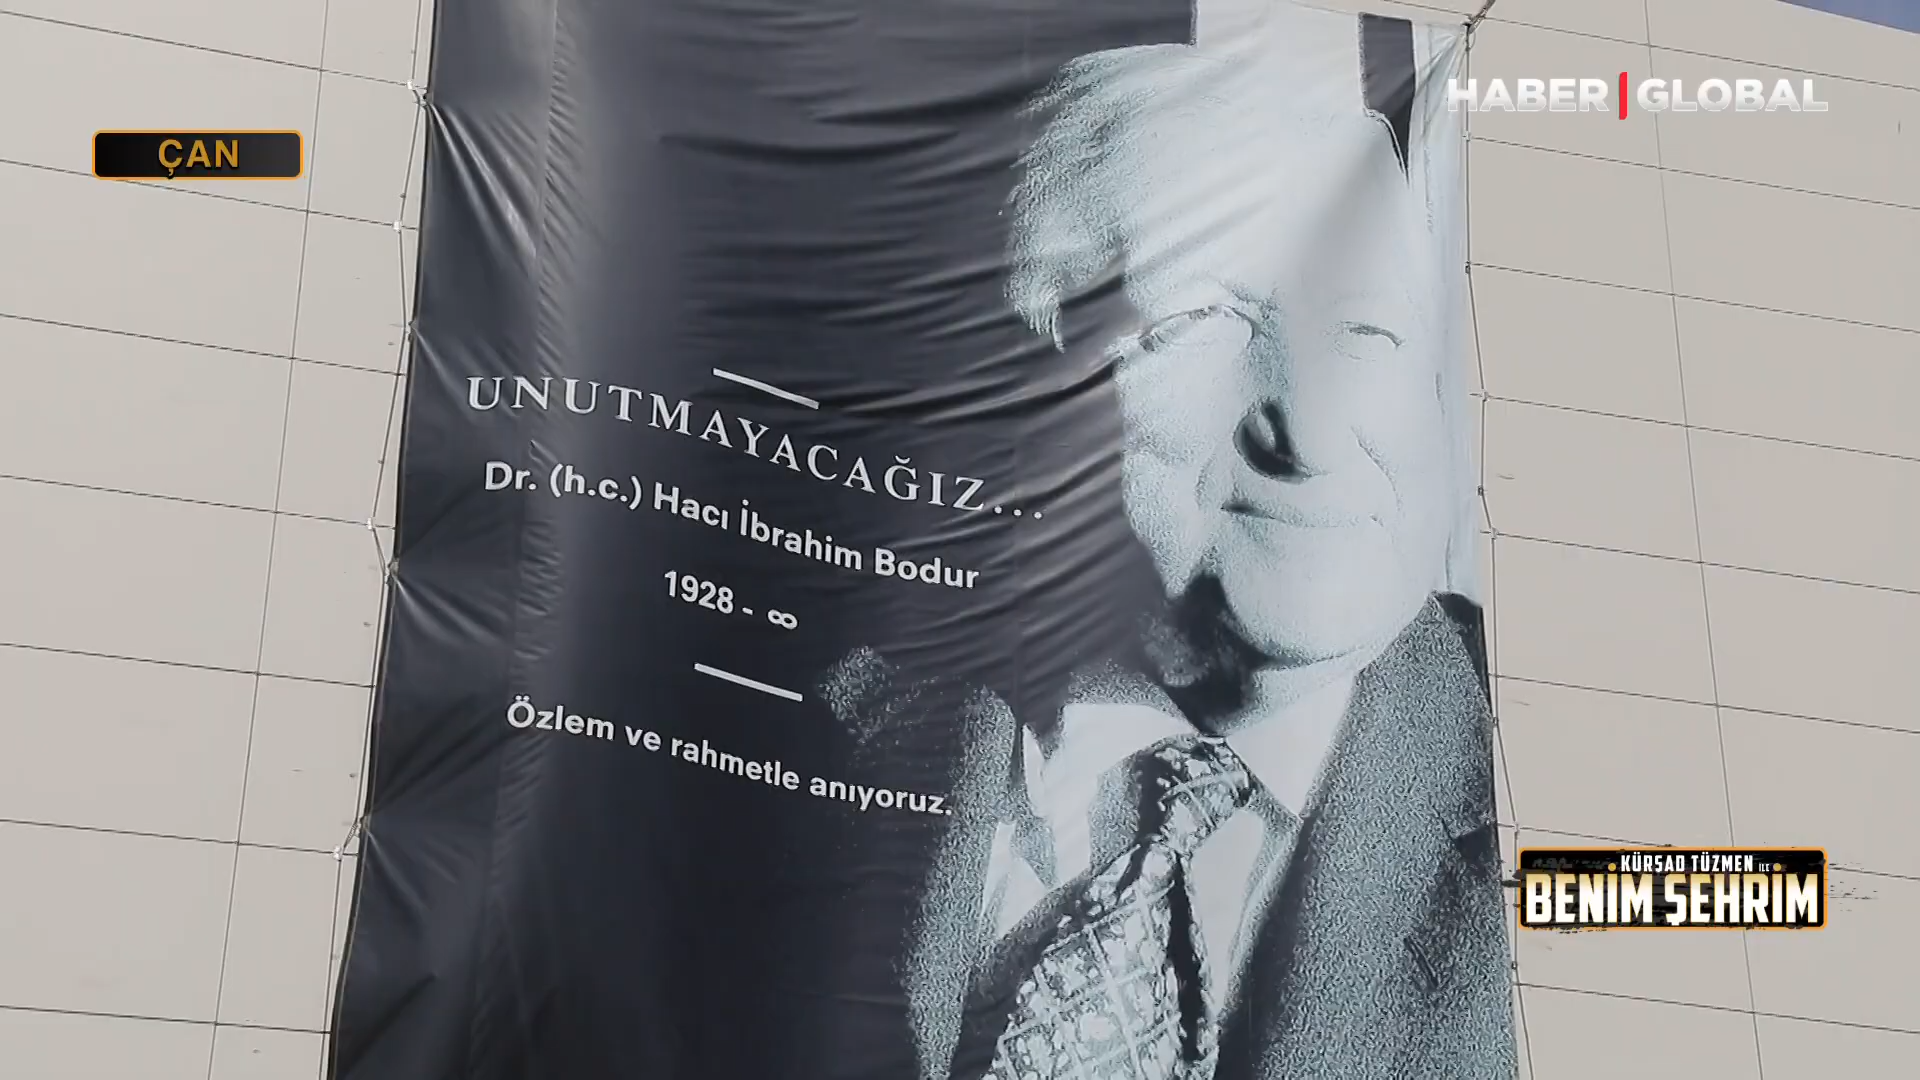 HABER GLOBAL
ÇAN
UNUTMAYACAĞIZ...
Dr. (h.c.) Hacı İbrahim Bodur
1928 - ∞
Özlem ve rahmetle anıyoruz.
KÜRŞAD TÜZMEN İLE
BENİM ŞEHRİM